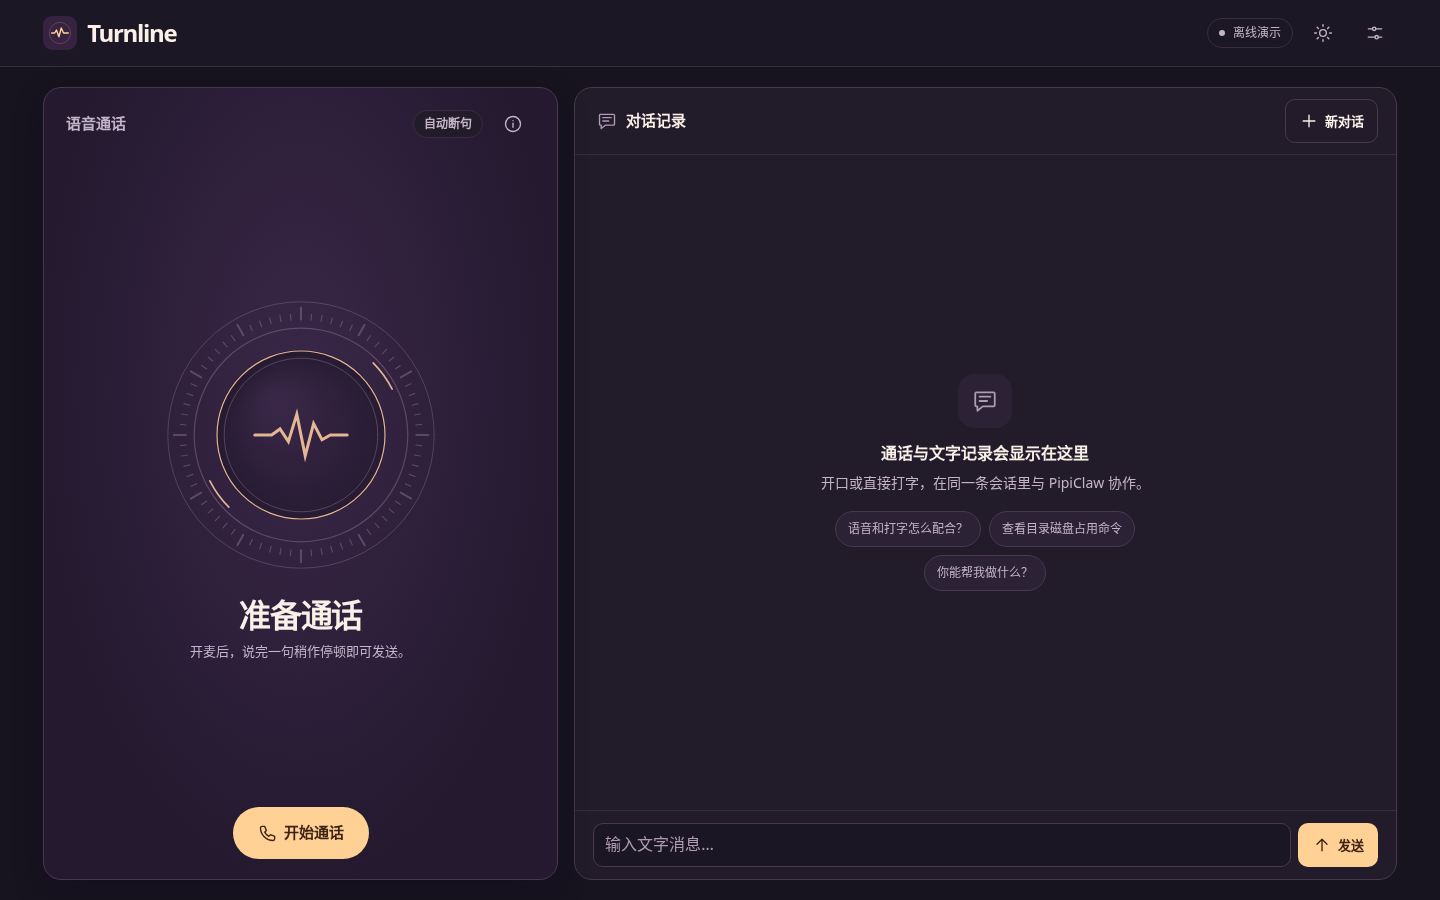 Turnline
离线演示
语音通话
自动断句
准备通话
开麦后，说完一句稍作停顿即可发送。
开始通话
对话记录
新对话
通话与文字记录会显示在这里
开口或直接打字，在同一条会话里与 PipiClaw 协作。
语音和打字怎么配合？
查看目录磁盘占用命令
你能帮我做什么？
输入文字消息...
发送